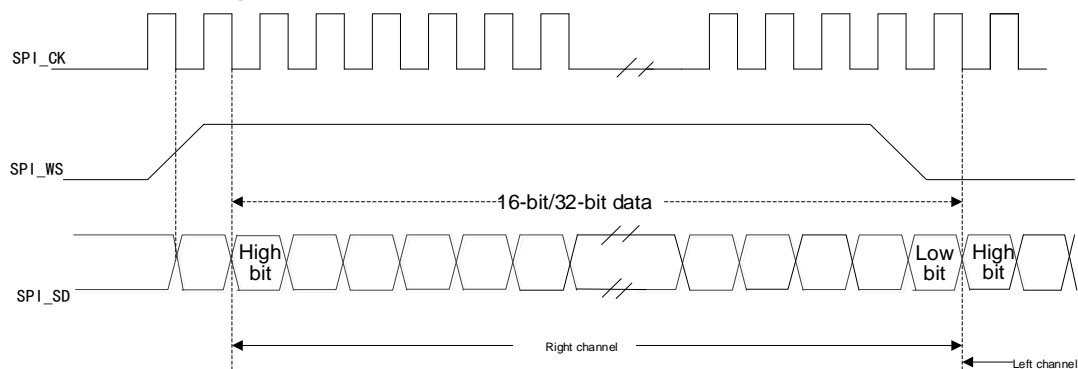 SPI_CK
SPI_WS
16-bit/32-bit data
High bit
Low bit
High bit
SPI_SD
Right channel
Left channel